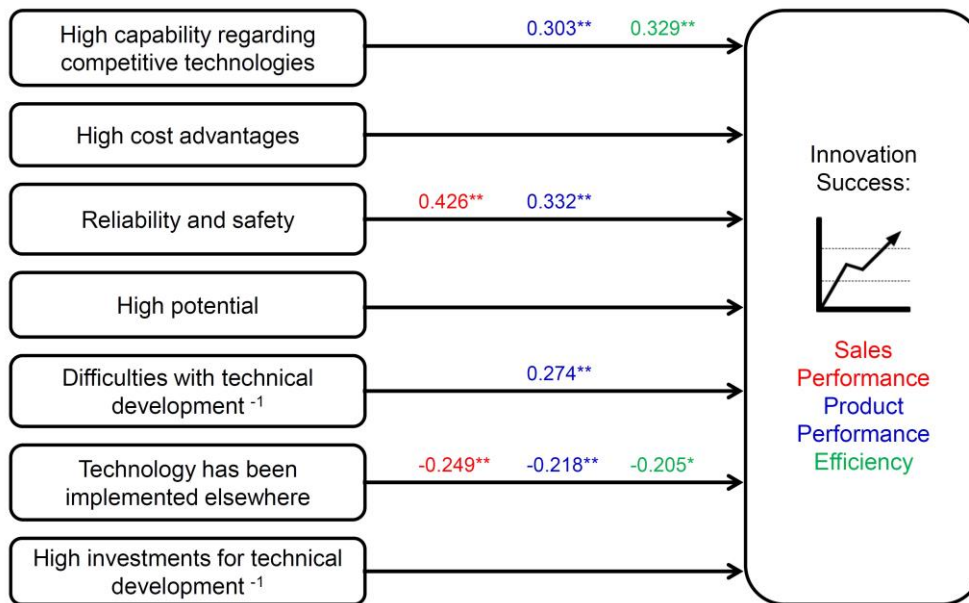 High capability regarding
competitive technologies
0.303** 0.329**
High cost advantages
Reliability and safety
0.426** 0.332**
High potential
Difficulties with technical
development -1
0.274**
Technology has been
implemented elsewhere
-0.249** -0.218** -0.205*
High investments for technical
development -1
Innovation
Success:
Sales
Performance
Product
Performance
Efficiency